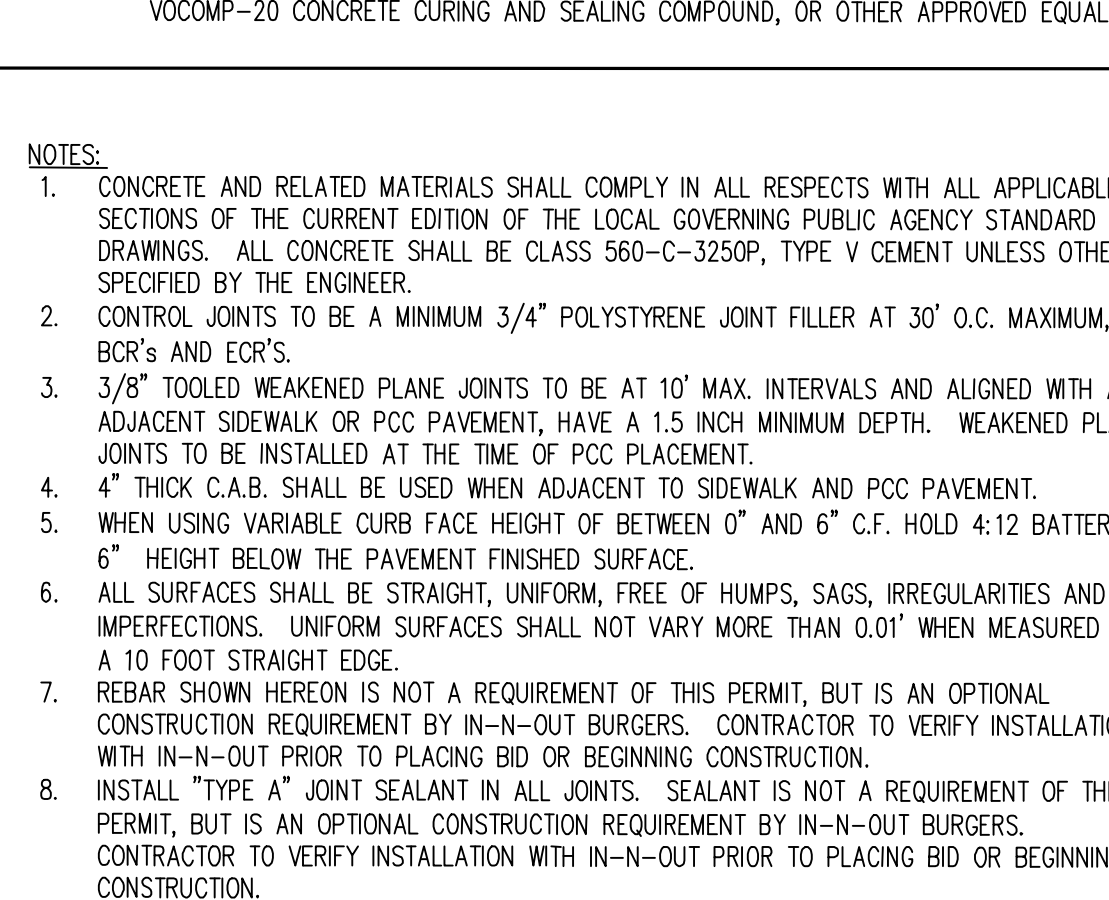 VOCOMP-20 CONCRETE CURING AND SEALING COMPOUND, OR OTHER APPROVED EQUAL
NOTES:
1. CONCRETE AND RELATED MATERIALS SHALL COMPLY IN ALL RESPECTS WITH ALL APPLICABLE
SECTIONS OF THE CURRENT EDITION OF THE LOCAL GOVERNING PUBLIC AGENCY STANDARD
DRAWINGS. ALL CONCRETE SHALL BE CLASS 560-C-3250P, TYPE V CEMENT UNLESS OTHE
SPECIFIED BY THE ENGINEER.
2. CONTROL JOINTS TO BE A MINIMUM 3/4" POLYSTYRENE JOINT FILLER AT 30' O.C. MAXIMUM,
BCR's AND ECR'S.
3. 3/8" TOOLED WEAKENED PLANE JOINTS TO BE AT 10' MAX. INTERVALS AND ALIGNED WITH
ADJACENT SIDEWALK OR PCC PAVEMENT, HAVE A 1.5 INCH MINIMUM DEPTH. WEAKENED PL
JOINTS TO BE INSTALLED AT THE TIME OF PCC PLACEMENT.
4. 4" THICK C.A.B. SHALL BE USED WHEN ADJACENT TO SIDEWALK AND PCC PAVEMENT.
5. WHEN USING VARIABLE CURB FACE HEIGHT OF BETWEEN 0" AND 6" C.F. HOLD 4:12 BATTER
6" HEIGHT BELOW THE PAVEMENT FINISHED SURFACE.
6. ALL SURFACES SHALL BE STRAIGHT, UNIFORM, FREE OF HUMPS, SAGS, IRREGULARITIES AND
IMPERFECTIONS. UNIFORM SURFACES SHALL NOT VARY MORE THAN 0.01' WHEN MEASURED
A 10 FOOT STRAIGHT EDGE.
7. REBAR SHOWN HEREON IS NOT A REQUIREMENT OF THIS PERMIT, BUT IS AN OPTIONAL
CONSTRUCTION REQUIREMENT BY IN-N-OUT BURGERS. CONTRACTOR TO VERIFY INSTALLATIO
WITH IN-N-OUT PRIOR TO PLACING BID OR BEGINNING CONSTRUCTION.
8. INSTALL "TYPE A" JOINT SEALANT IN ALL JOINTS. SEALANT IS NOT A REQUIREMENT OF TH
PERMIT, BUT IS AN OPTIONAL CONSTRUCTION REQUIREMENT BY IN-N-OUT BURGERS.
CONTRACTOR TO VERIFY INSTALLATION WITH IN-N-OUT PRIOR TO PLACING BID OR BEGINNIN
CONSTRUCTION.